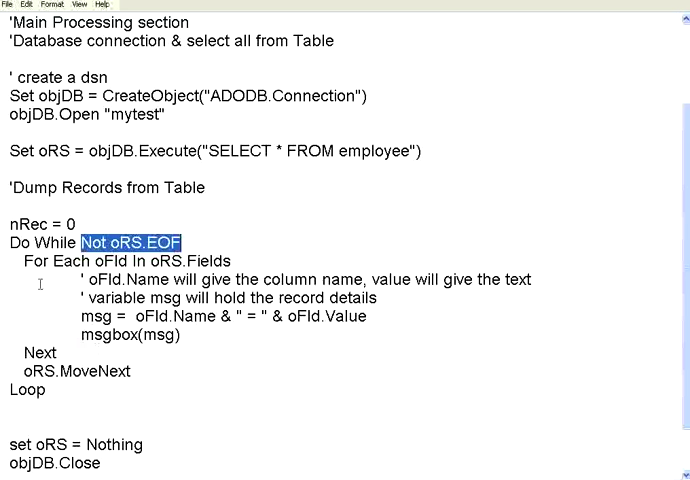 File Edit Format View Help
'Main Processing section
'Database connection & select all from Table
' create a dsn
Set objDB = CreateObject("ADODB.Connection")
objDB.Open "mytest"
Set oRS = objDB.Execute("SELECT * FROM employee")
'Dump Records from Table
nRec = 0
Do While Not oRS.EOF
For Each oFld In oRS.Fields
' oFld.Name will give the column name, value will give the text
' variable msg will hold the record details
msg = oFld.Name & " = " & oFld.Value
msgbox(msg)
Next
oRS.MoveNext
Loop
set oRS = Nothing
objDB.Close